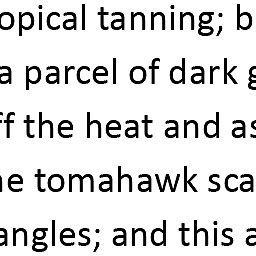 opical tanning; b
a parcel of dark g
ff the heat and as
he tomahawk sca
angles; and this a